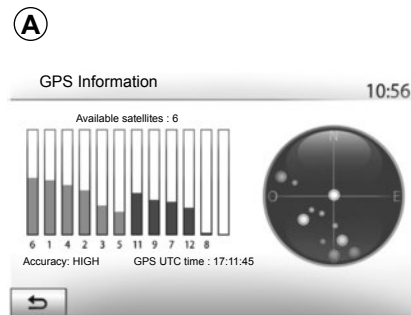 A
GPS Information
10:56
Available satellites : 6
N
O
E
6 1 4 2 3 5 11 9 7 12 8
Accuracy: HIGH
GPS UTC time : 17:11:45